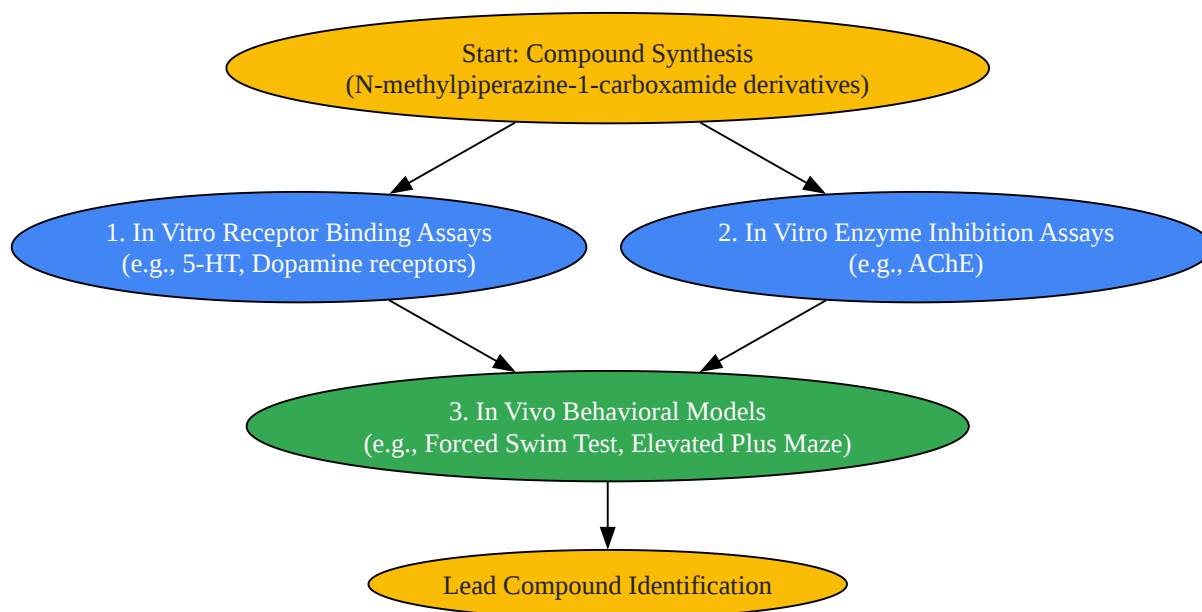 Start: Compound Synthesis
(N-methylpiperazine-1-carboxamide derivatives)
1. In Vitro Receptor Binding Assays
(e.g., 5-HT, Dopamine receptors)
2. In Vitro Enzyme Inhibition Assays
(e.g., AChE)
3. In Vivo Behavioral Models
(e.g., Forced Swim Test, Elevated Plus Maze)
Lead Compound Identification